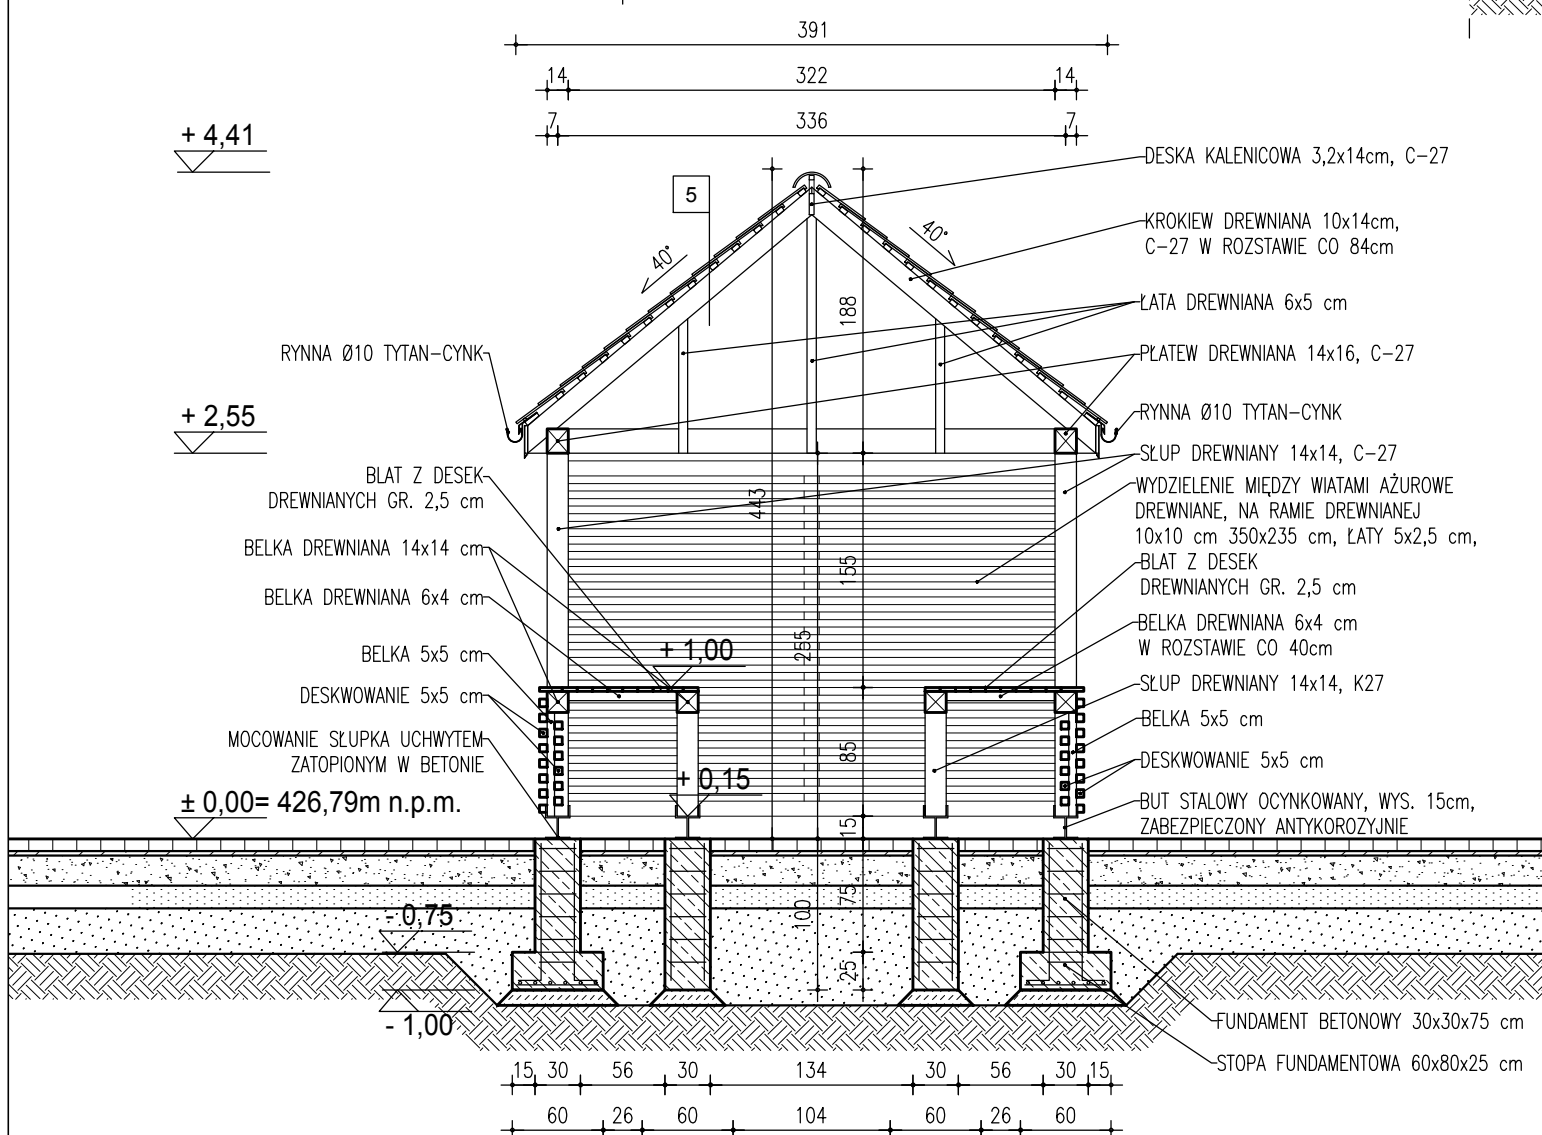 391
14 322 14
7 336 7
+ 4,41
DESKA KALENICOWA 3,2x14cm, C-27
5
KROKIEW DREWNIANA 10x14cm,
C-27 W ROZSTAWIE CO 84cm
40°
40°
188
ŁATA DREWNIANA 6x5 cm
RYNNA Ø10 TYTAN-CYNK
PŁATEW DREWNIANA 14x16, C-27
+ 2,55
RYNNA Ø10 TYTAN-CYNK
SŁUP DREWNIANY 14x14, C-27
BLAT Z DESEK
DREWNIANYCH GR. 2,5 cm
443
WYDZIELENIE MIĘDZY WIATAMI AŻUROWE
DREWNIANE, NA RAMIE DREWNIANEJ
10x10 cm 350x235 cm, ŁATY 5x2,5 cm,
BELKA DREWNIANA 14x14 cm
155
BLAT Z DESEK
DREWNIANYCH GR. 2,5 cm
BELKA DREWNIANA 6x4 cm
255
BELKA DREWNIANA 6x4 cm
W ROZSTAWIE CO 40cm
+ 1,00
BELKA 5x5 cm
SŁUP DREWNIANY 14x14, K27
DESKWOWANIE 5x5 cm
BELKA 5x5 cm
MOCOWANIE SŁUPKA UCHWYTEM
ZATOPIONYM W BETONIE
85
DESKWOWANIE 5x5 cm
+ 0,15
± 0,00= 426,79m n.p.m.
BUT STALOWY OCYNKOWANY, WYS. 15cm,
ZABEZPIECZONY ANTYKOROZYJNIE
15
75
100
- 0,75
25
- 1,00
FUNDAMENT BETONOWY 30x30x75 cm
STOPA FUNDAMENTOWA 60x80x25 cm
15 30 56 30 134 30 56 30 15
60 26 60 104 60 26 60